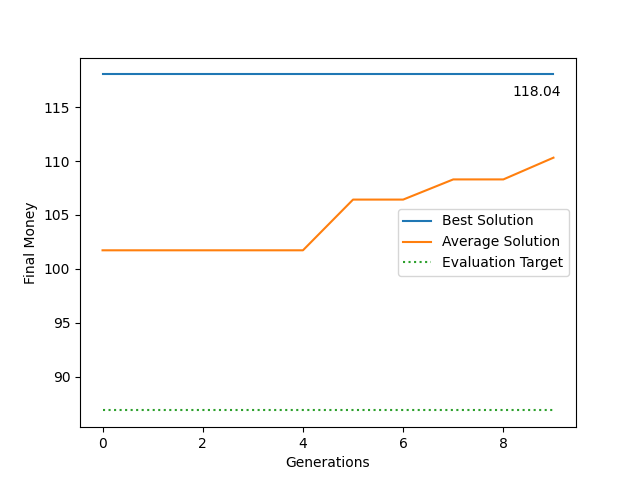 118.04
115
110
105
100
95
90
Final Money
Best Solution
Average Solution
Evaluation Target
0 2 4 6 8
Generations